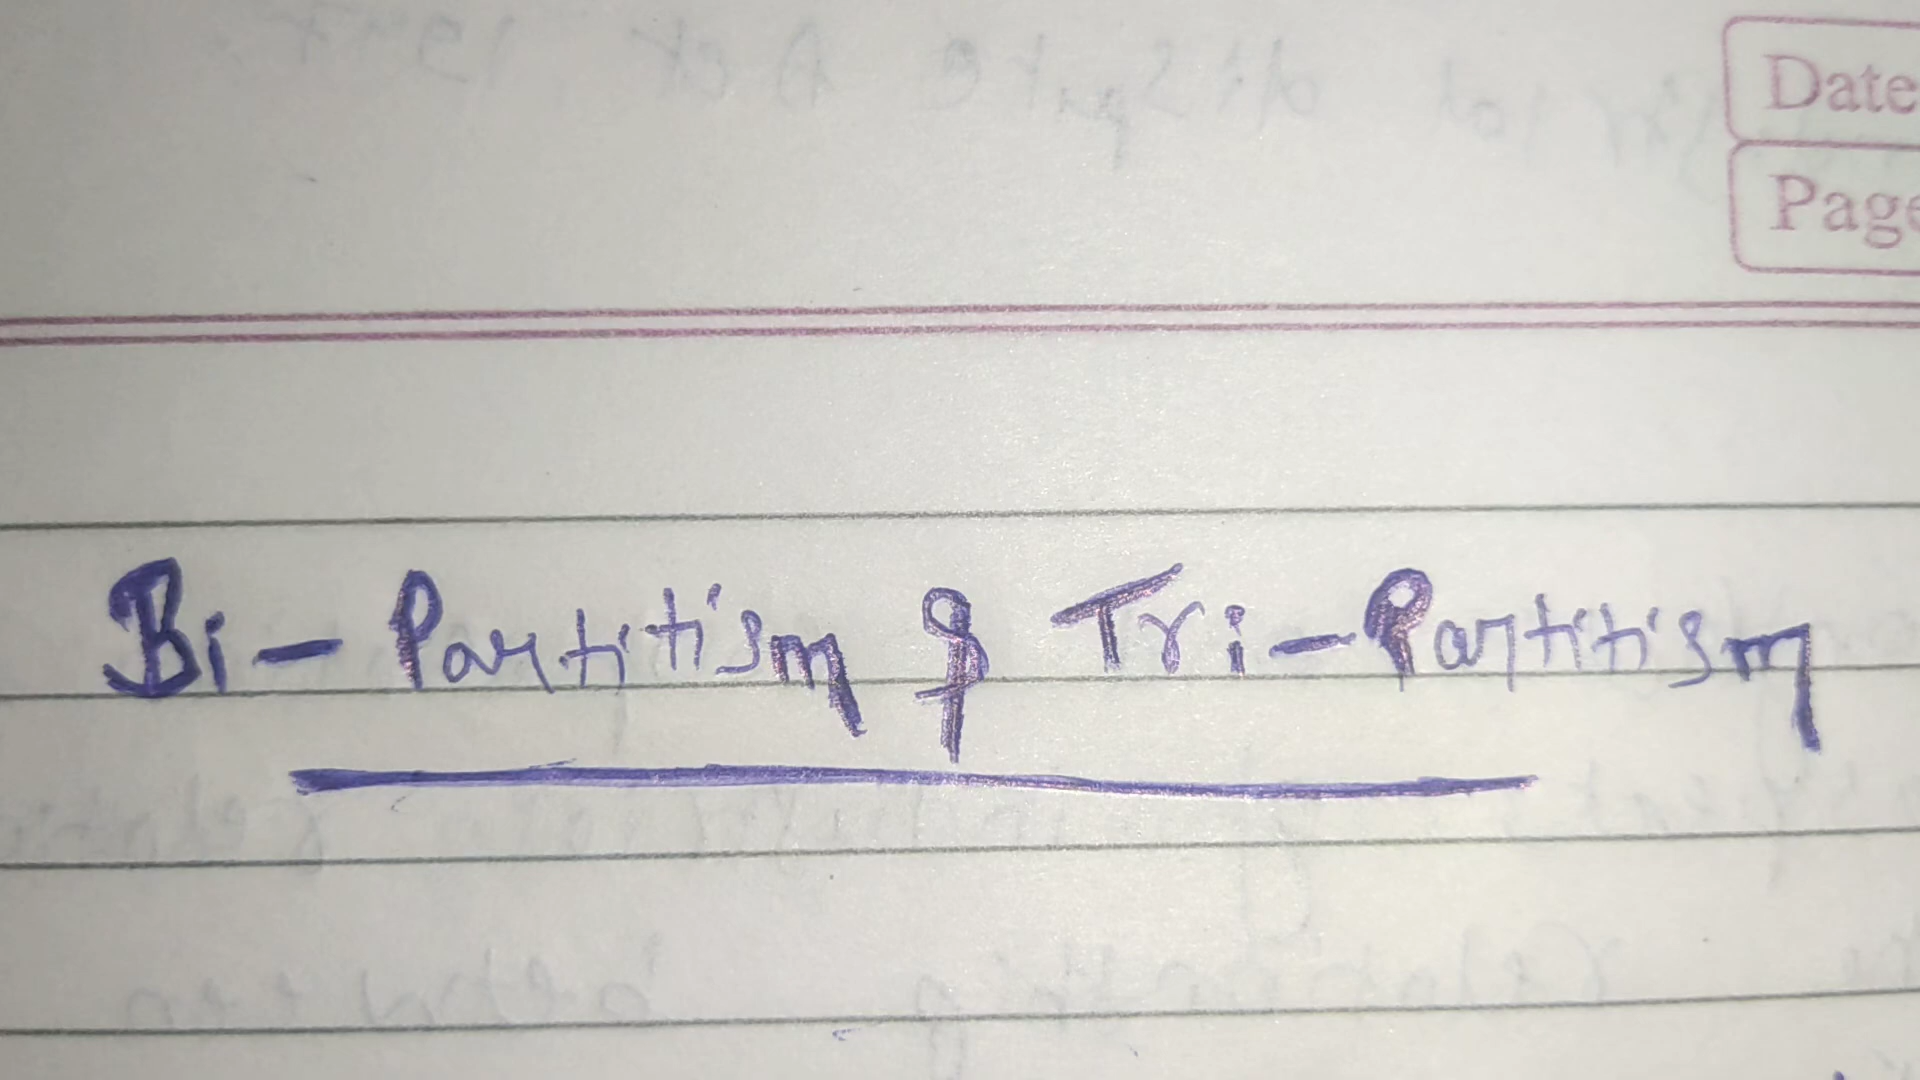 Date
Page
Bi - Partitism & Tri - Partitism